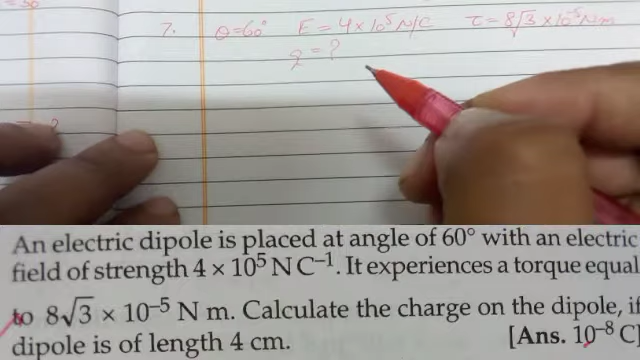 7. θ=60° E = 4×10⁵ N/C τ = 8√3 ×10⁻⁵ Nm
q = ?
An electric dipole is placed at angle of 60° with an electric
field of strength 4 × 10⁵ N C⁻¹. It experiences a torque equal
to 8√3 × 10⁻⁵ N m. Calculate the charge on the dipole, if
dipole is of length 4 cm. [Ans. 10⁻⁸ C]